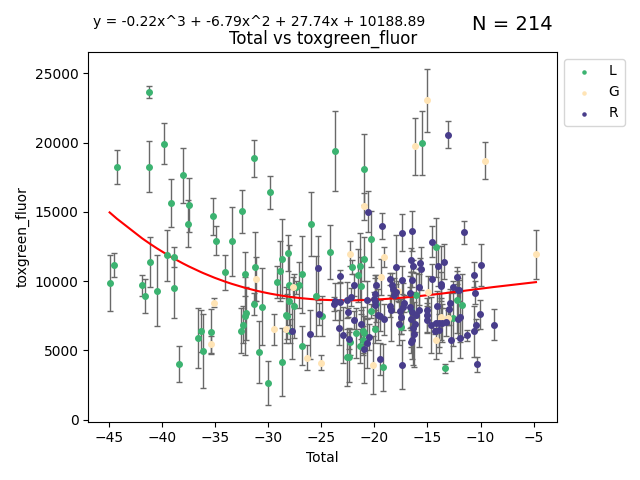 y = -0.22x^3 + -6.79x^2 + 27.74x + 10188.89
N = 214
Total vs toxgreen_fluor
L
G
R
toxgreen_fluor
25000
20000
15000
10000
5000
0
−45 −40 −35 −30 −25 −20 −15 −10 −5
Total